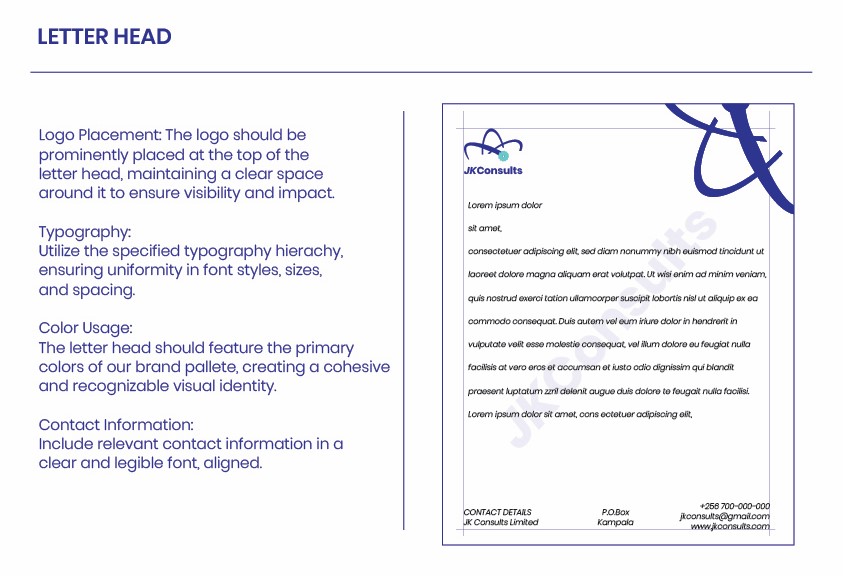 LETTER HEAD
Logo Placement: The logo should be
prominently placed at the top of the
letter head, maintaining a clear space
around it to ensure visibility and impact.
Typography:
Utilize the specified typography hierachy,
ensuring uniformity in font styles, sizes,
and spacing.
Color Usage:
The letter head should feature the primary
colors of our brand pallete, creating a cohesive
and recognizable visual identity.
Contact Information:
Include relevant contact information in a
clear and legible font, aligned.
JKConsults
Lorem ipsum dolor
sit amet,
consectetuer adipiscing elit, sed diam nonummy nibh euismod tincidunt ut
laoreet dolore magna aliquam erat volutpat. Ut wisi enim ad minim veniam,
quis nostrud exerci tation ullamcorper suscipit lobortis nisl ut aliquip ex ea
commodo consequat. Duis autem vel eum iriure dolor in hendrerit in
vulputate velit esse molestie consequat, vel illum dolore eu feugiat nulla
facilisis at vero eros et accumsan et iusto odio dignissim qui blandit
praesent luptatum zzril delenit augue duis dolore te feugait nulla facilisi.
Lorem ipsum dolor sit amet, cons ectetuer adipiscing elit,
JKConsults
CONTACT DETAILS
JK Consults Limited
P.O.Box
Kampala
+256 700-000-000
jkconsults@gmail.com
www.jkconsults.com